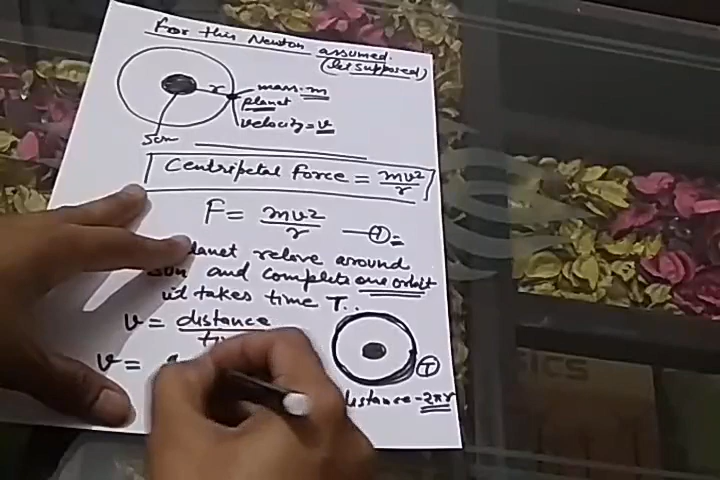 For this Newton assumed.
(let supposed)
r
mass = m
planet
velocity = v
Sun
Centripetal force = mv²/r
F = mv²/r — ①
planet relove around
Sun and complete one orbit
it takes time T..
v = distance
T
v =
distance - 2πr